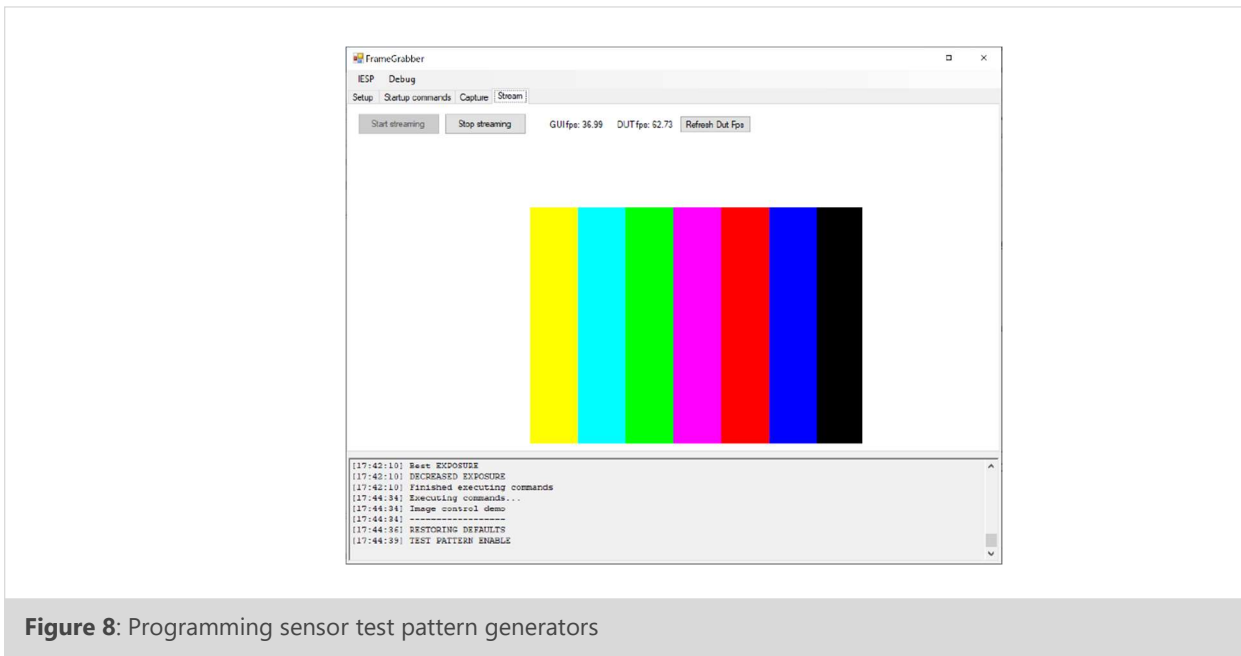 FrameGrabber
IESP Debug
Setup Startup commands Capture Stream
Start streaming Stop streaming GUI fps: 36.99 DUT fps: 62.73 Refresh Dut Fps
[17:42:10] Best EXPOSURE
[17:42:10] DECREASED EXPOSURE
[17:42:10] Finished executing commands
[17:44:34] Executing commands...
[17:44:34] Image control demo
[17:44:34] ------------------
[17:44:36] RESTORING DEFAULTS
[17:44:39] TEST PATTERN ENABLE
Figure 8: Programming sensor test pattern generators